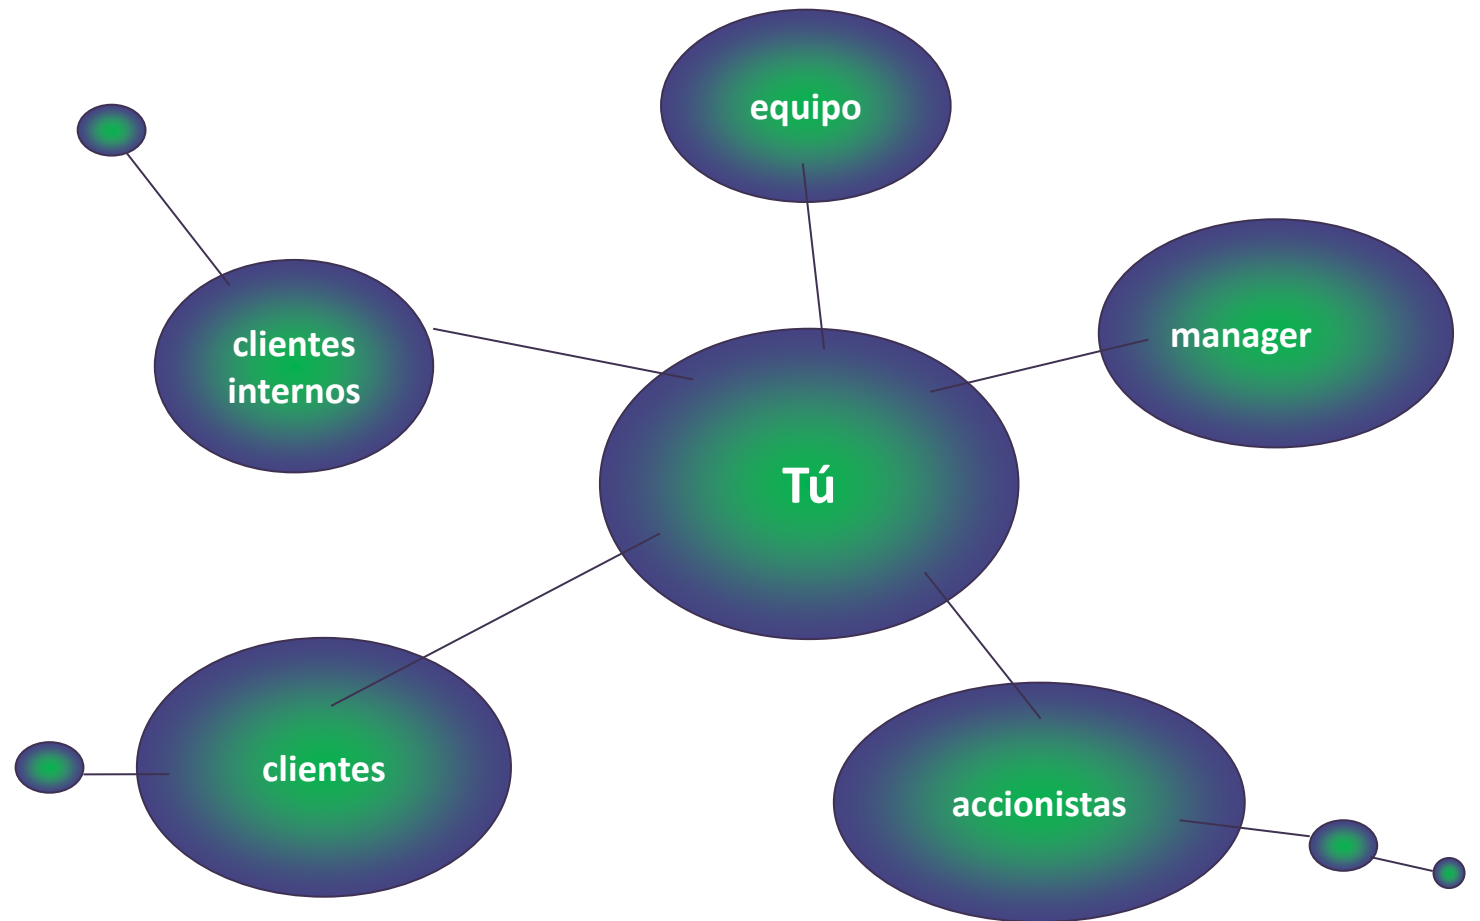 equipo
manager
clientes
internos
Tú
clientes
accionistas